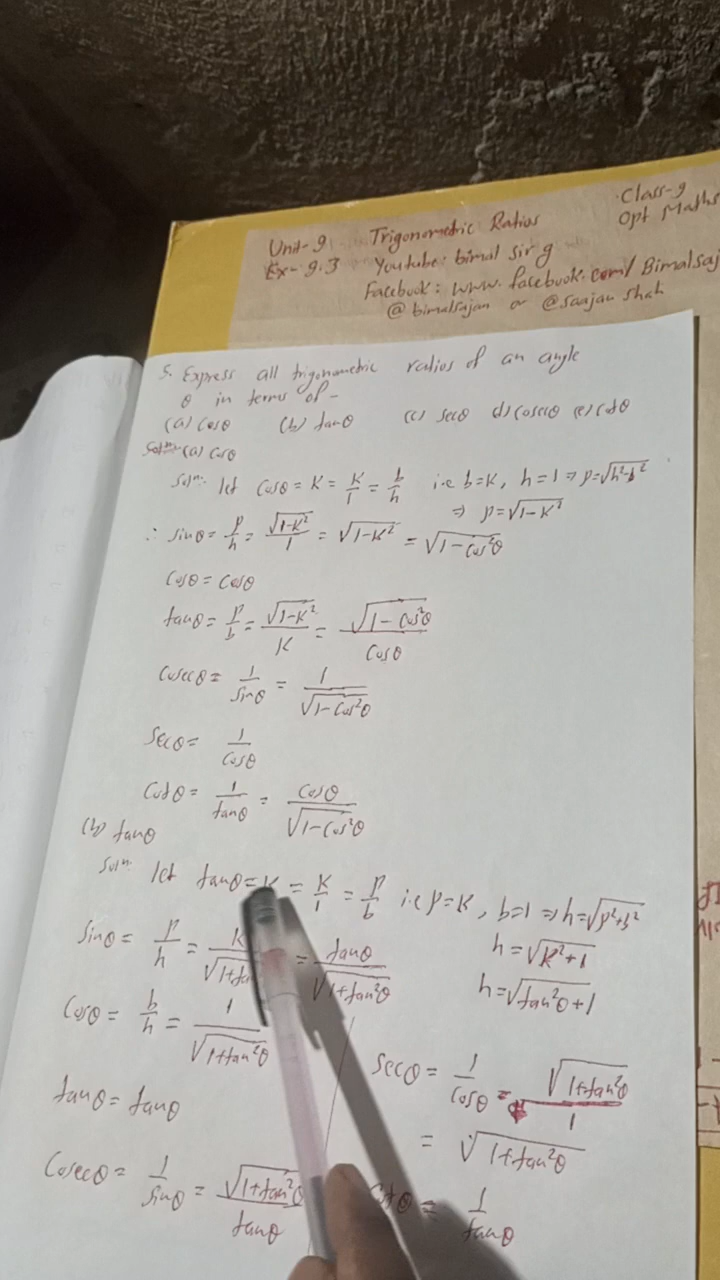 Unit-9 Trigonometric Ratios Class-9
Ex-9.3 Youtube: bimal sir g Opt Maths
Facebook: www.facebook.com/Bimalsaj
@bimalsajan or @saajan shah
5. Express all trigonometric ratios of an angle
θ in terms of -
(a) cosθ (b) tanθ (c) secθ d) cosecθ (e) cotθ
Solⁿ: (a) cosθ
Solⁿ: let cosθ = K = K/1 = b/h i.e b=K, h=1 ⇒ p=√h²-b²
⇒ p=√1-K²
∴ sinθ = p/h = √1-K²/1 = √1-K² = √1-cos²θ
cosθ = cosθ
tanθ = p/b = √1-K²/K = √1-cos²θ/cosθ
cosecθ = 1/sinθ = 1/√1-cos²θ
secθ = 1/cosθ
cotθ = 1/tanθ = cosθ/√1-cos²θ
(b) tanθ
Solⁿ: let tanθ = K = K/1 = p/b i.e p=K, b=1 ⇒ h=√p²+b²
h=√K²+1
h=√tan²θ+1
sinθ = p/h = K/√1+ta = tanθ/√1+tan²θ
cosθ = b/h = 1/√1+tan²θ
tanθ = tanθ
cosecθ = 1/sinθ = √1+tan²θ/tanθ
secθ = 1/cosθ = √1+tan²θ/1
= √1+tan²θ
tθ = 1/tanθ